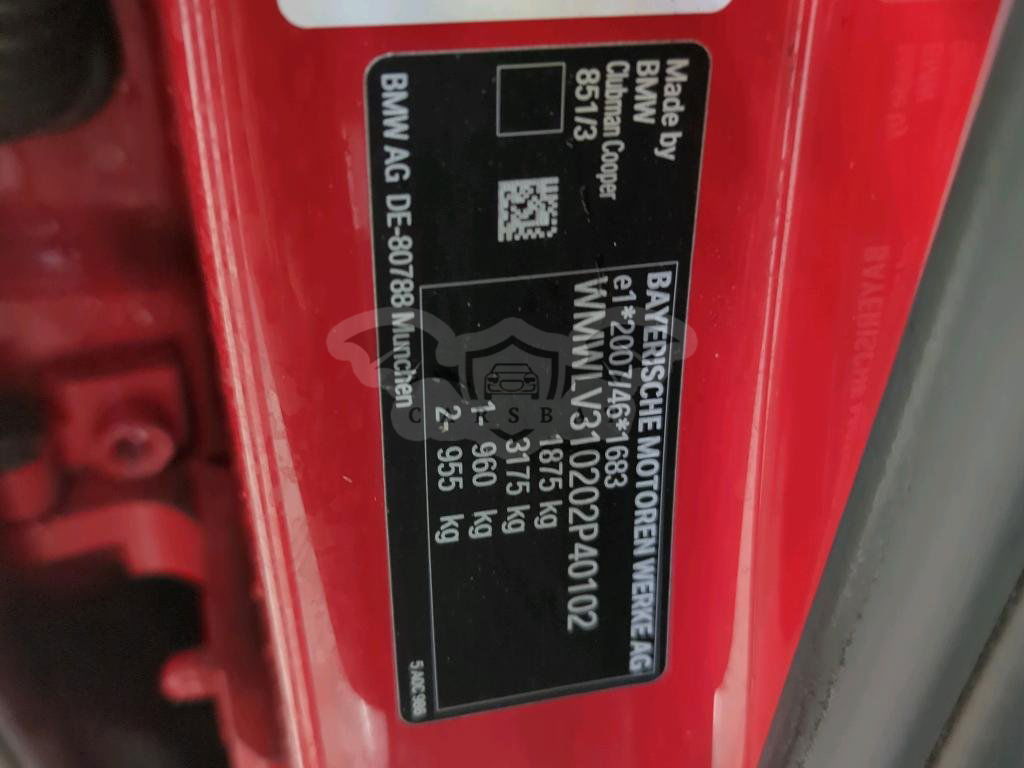 Made by
BMW
Clubman Cooper
851/3
BAYERISCHE MOTOREN WERKE AG
e1*2007/46*1683
WMWLV310202P40102
1875 kg
3175 kg
1- 960 kg
2- 955 kg
BMW AG DE-80788 Munchen